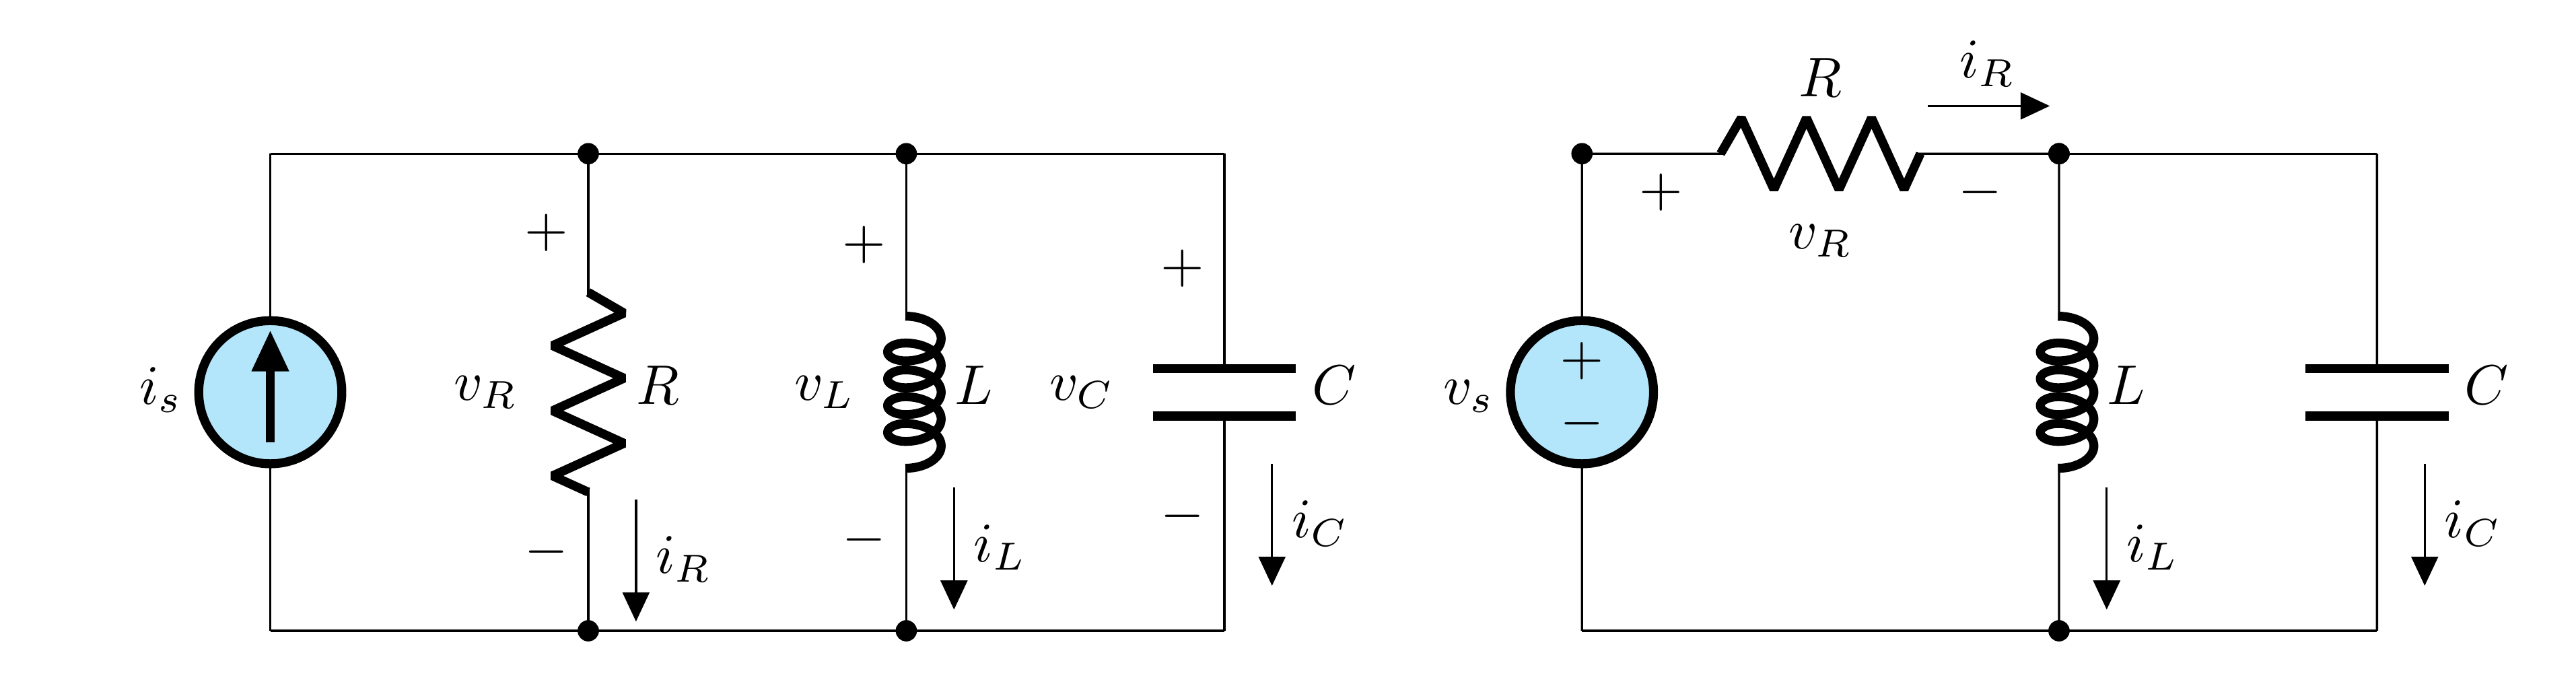 R i_R
+ v_R −
i_s
+ v_R − R i_R
+ v_L − L i_L
+ v_C − C i_C
v_s + −
L i_L
C i_C